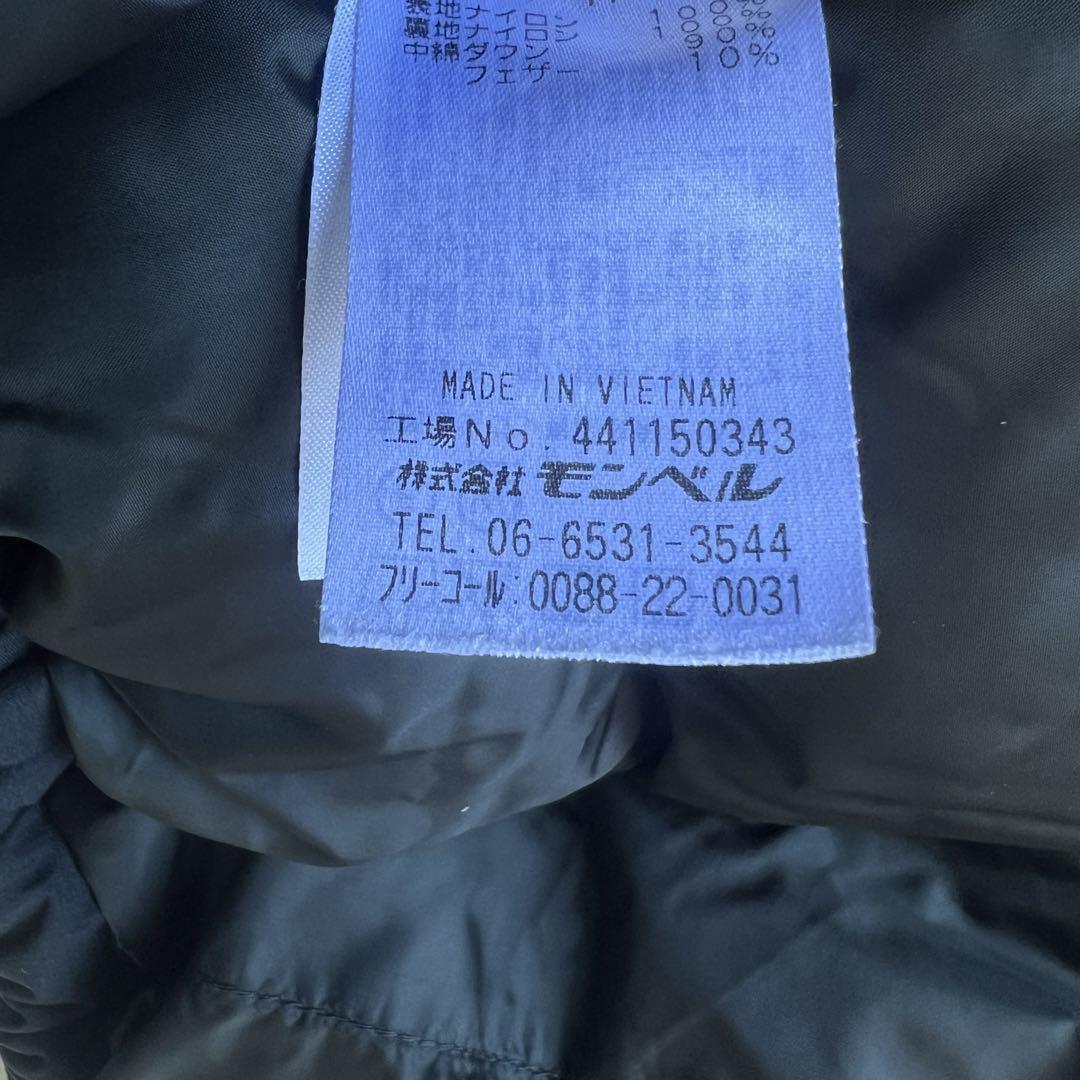 表地 ナイロン 100%
裏地 ナイロン 100%
中綿 ダウン 90%
フェザー 10%
MADE IN VIETNAM
工場No. 441150343
株式会社モンベル
TEL. 06-6531-3544
フリーコール:0088-22-0031